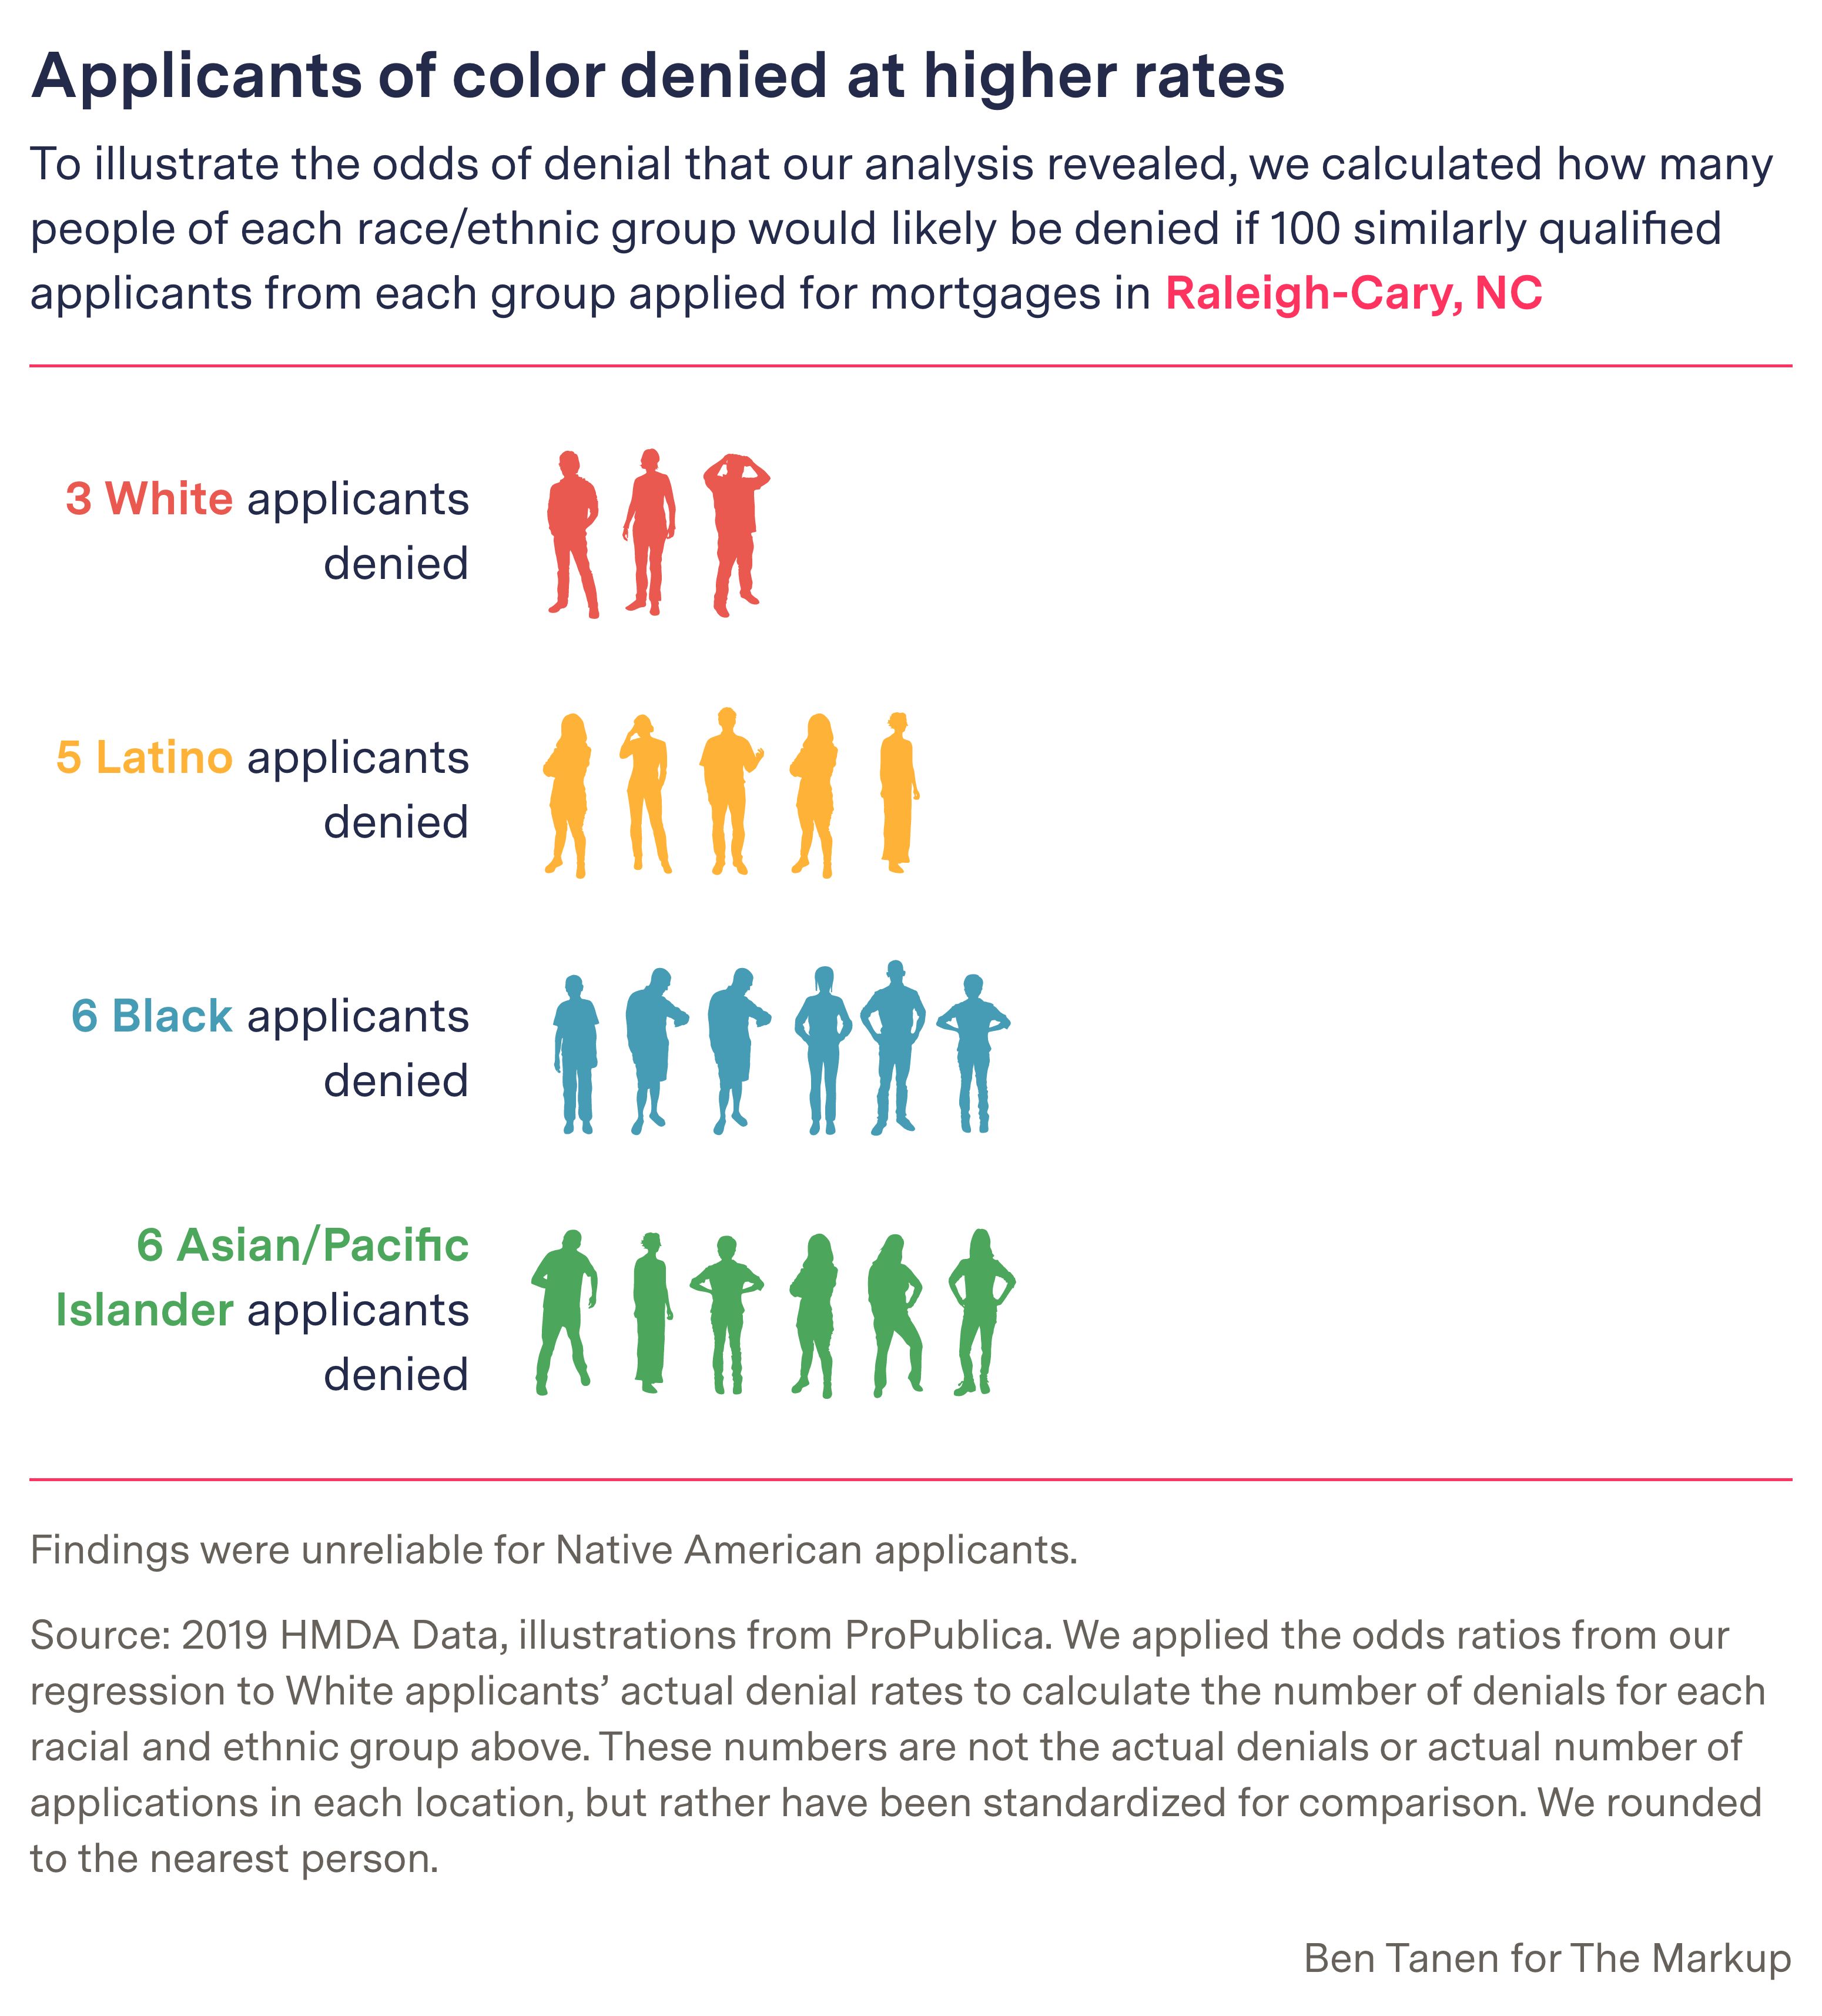 Applicants of color denied at higher rates
To illustrate the odds of denial that our analysis revealed, we calculated how many
people of each race/ethnic group would likely be denied if 100 similarly qualified
applicants from each group applied for mortgages in Raleigh-Cary, NC
3 White applicants
denied
5 Latino applicants
denied
6 Black applicants
denied
6 Asian/Pacific
Islander applicants
denied
Findings were unreliable for Native American applicants.
Source: 2019 HMDA Data, illustrations from ProPublica. We applied the odds ratios from our
regression to White applicants’ actual denial rates to calculate the number of denials for each
racial and ethnic group above. These numbers are not the actual denials or actual number of
applications in each location, but rather have been standardized for comparison. We rounded
to the nearest person.
Ben Tanen for The Markup